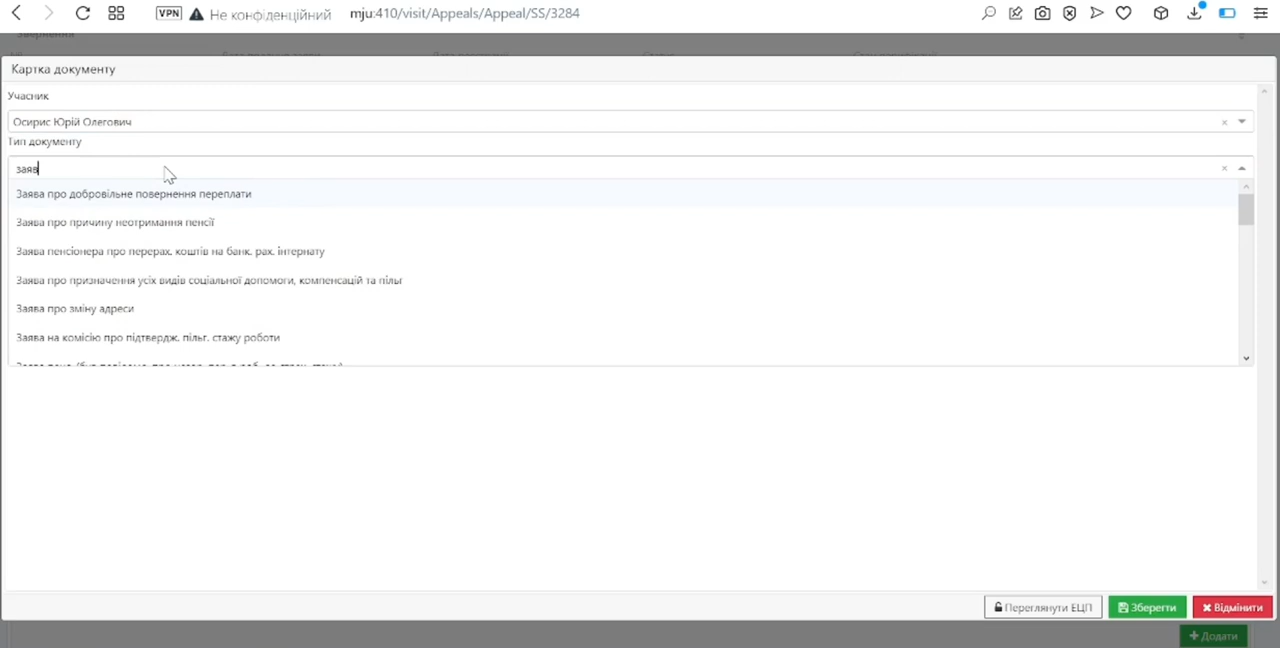 VPN Не конфіденційний mju:410/visit/Appeals/Appeal/SS/3284
Звернення
Картка документу
Учасник
Осирис Юрій Олегович
Тип документу
заяв
Заява про добровільне повернення переплати
Заява про причину неотримання пенсії
Заява пенсіонера про перерах. коштів на банк. рах. інтернату
Заява про призначення усіх видів соціальної допомоги, компенсацій та пільг
Заява про зміну адреси
Заява на комісію про підтвердж. пільг. стажу роботи
Переглянути ЕЦП Зберегти Відмінити
Додати